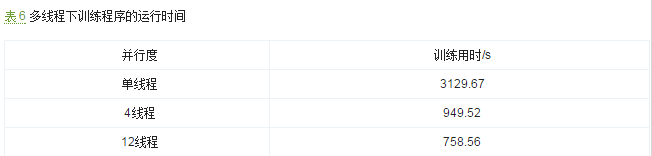 表 6 多线程下训练程序的运行时间
并行度 训练用时/s
单线程 3129.67
4线程 949.52
12线程 758.56